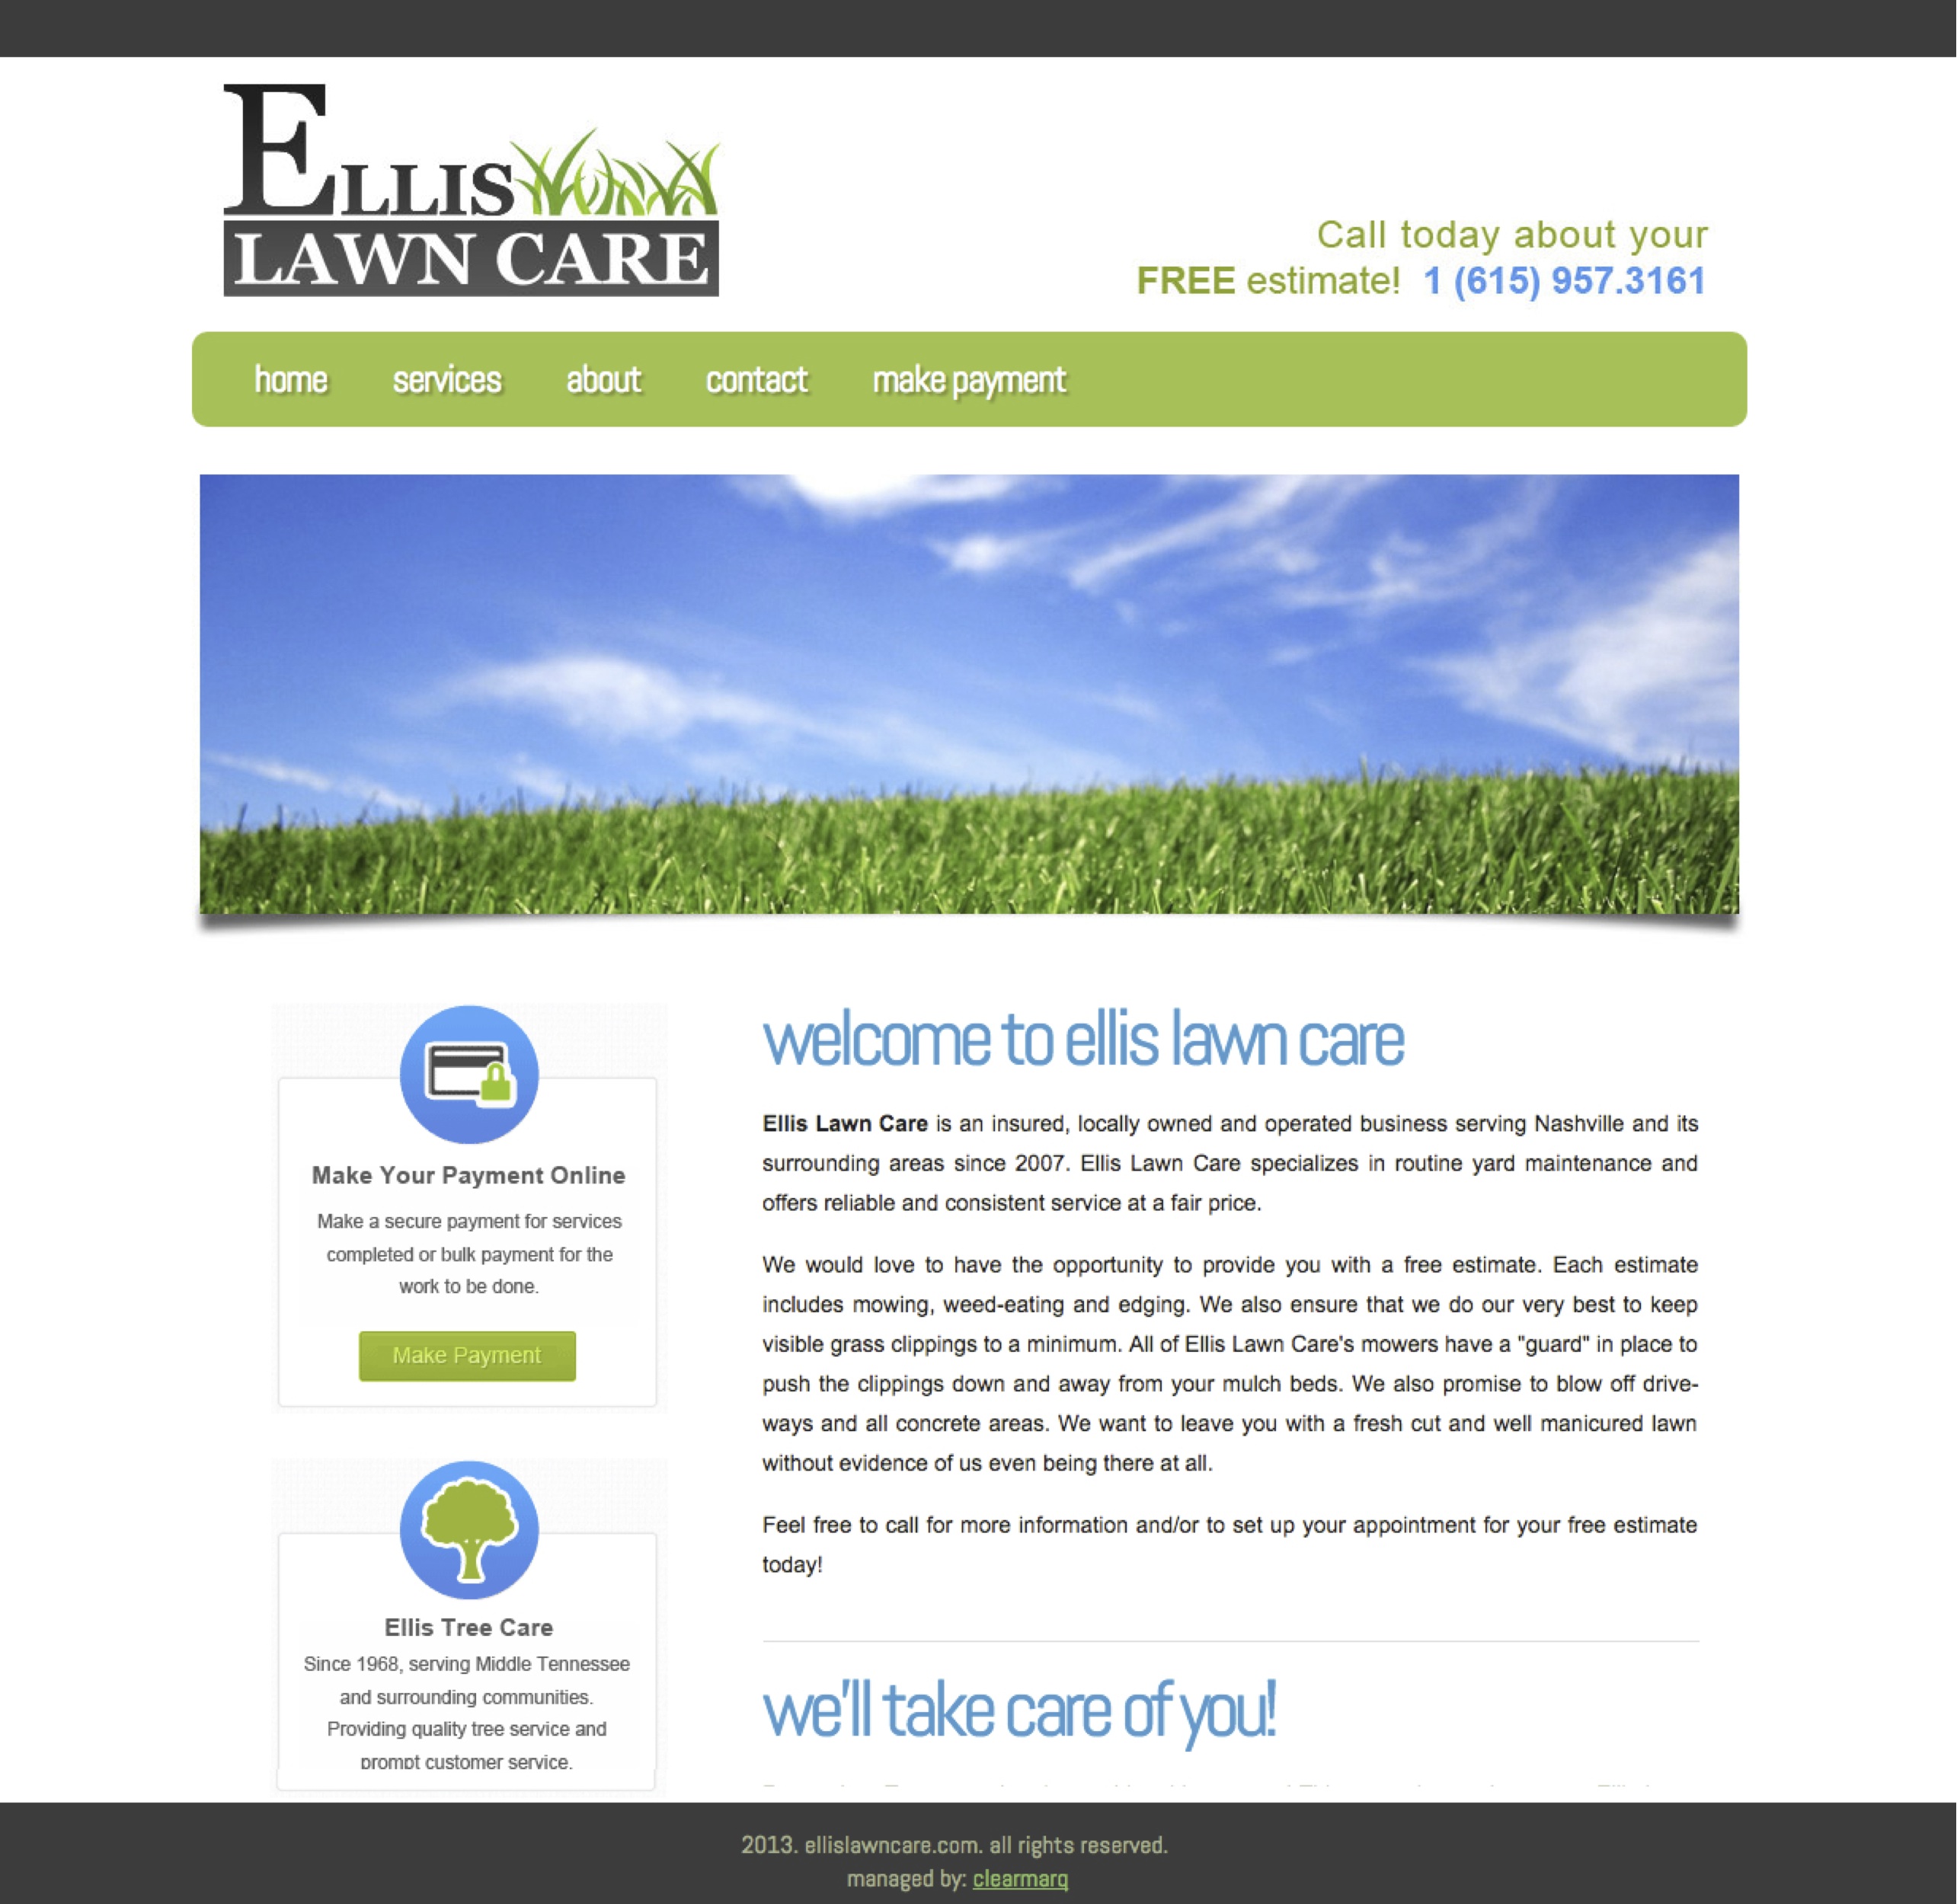 ELLIS
LAWN CARE
Call today about your
FREE estimate! 1 (615) 957.3161
home services about contact make payment
Make Your Payment Online
Make a secure payment for services
completed or bulk payment for the
work to be done.
Make Payment
Ellis Tree Care
Since 1968, serving Middle Tennessee
and surrounding communities.
Providing quality tree service and
prompt customer service.
welcome to ellis lawn care
Ellis Lawn Care is an insured, locally owned and operated business serving Nashville and its
surrounding areas since 2007. Ellis Lawn Care specializes in routine yard maintenance and
offers reliable and consistent service at a fair price.
We would love to have the opportunity to provide you with a free estimate. Each estimate
includes mowing, weed-eating and edging. We also ensure that we do our very best to keep
visible grass clippings to a minimum. All of Ellis Lawn Care's mowers have a "guard" in place to
push the clippings down and away from your mulch beds. We also promise to blow off drive-
ways and all concrete areas. We want to leave you with a fresh cut and well manicured lawn
without evidence of us even being there at all.
Feel free to call for more information and/or to set up your appointment for your free estimate
today!
we'll take care of you!
2013. ellislawncare.com. all rights reserved.
managed by: clearmarq